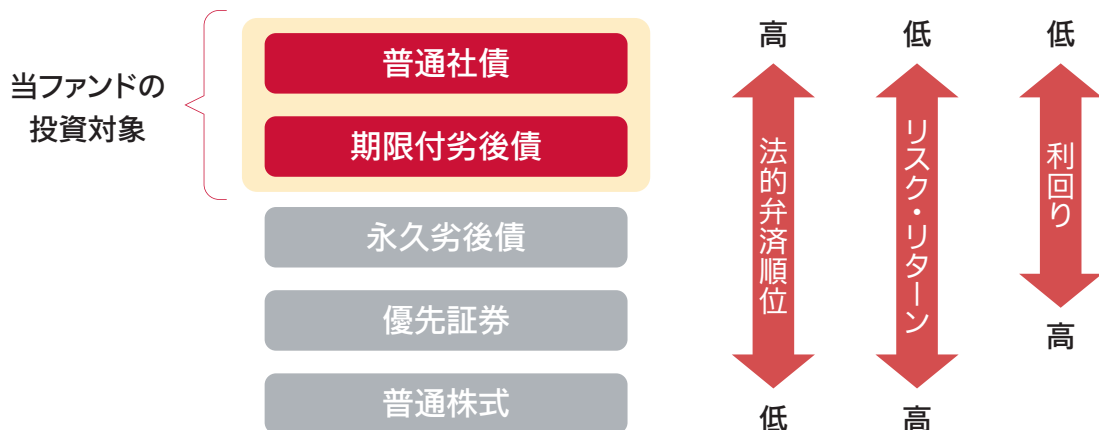 当ファンドの
投資対象
普通社債
期限付劣後債
永久劣後債
優先証券
普通株式
高
法的弁済順位
低
低
リスク・リターン
高
低
利回り
高